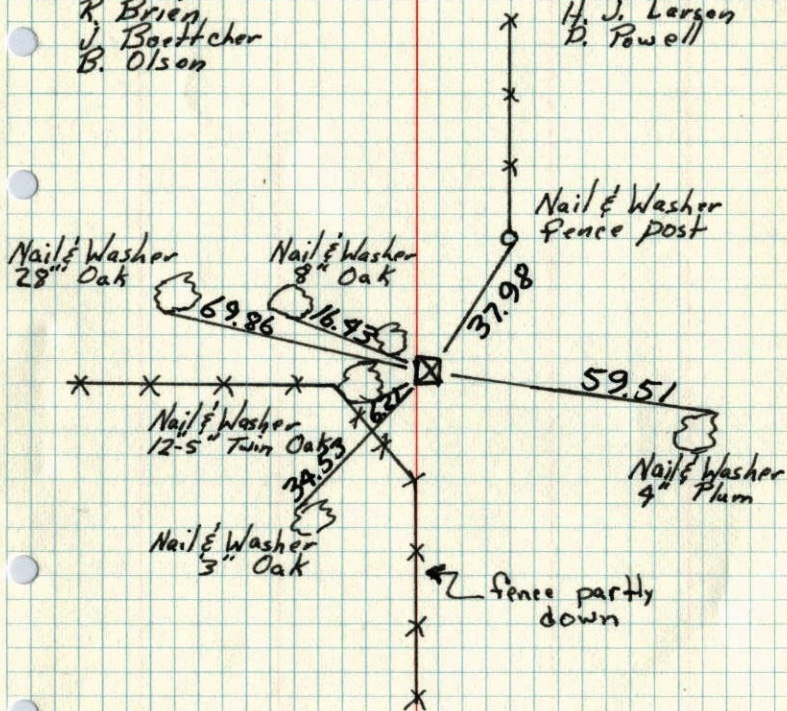 R. Brien
J. Boettcher
B. Olson
H. J. Larson
D. Powell
Nail & Washer
fence post
Nail & Washer
28" Oak
Nail & Washer
8" Oak
69.86
16.43
37.98
59.51
6.22
Nail & Washer
12-5" Twin Oaks
34.53
Nail & Washer
4" Plum
Nail & Washer
3" Oak
fence partly
down